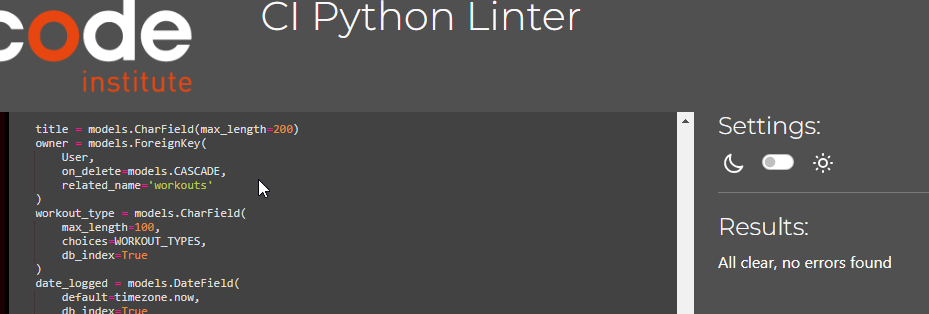 code
institute
CI Python Linter
title = models.CharField(max_length=200)
owner = models.ForeignKey(
    User,
    on_delete=models.CASCADE,
    related_name='workouts'
)
workout_type = models.CharField(
    max_length=100,
    choices=WORKOUT_TYPES,
    db_index=True
)
date_logged = models.DateField(
    default=timezone.now,
    db_index=True
Settings:
Results:
All clear, no errors found